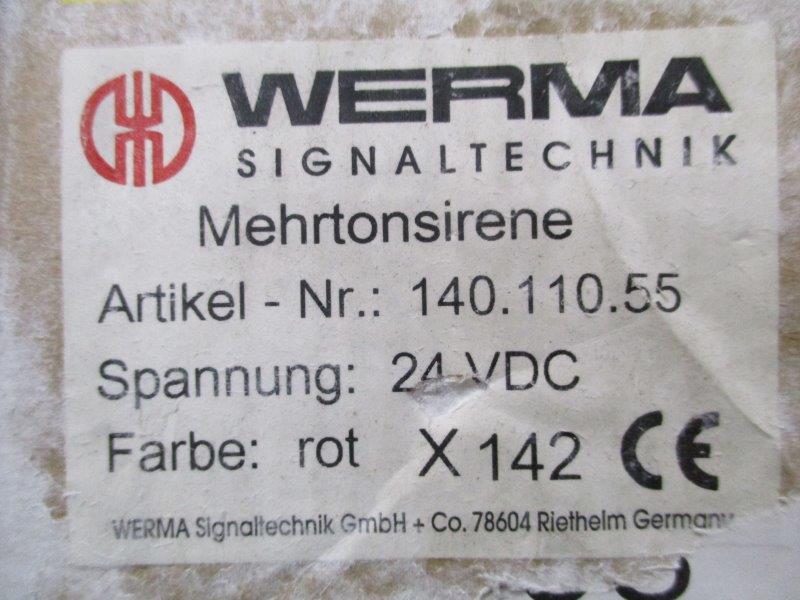 WERMA
SIGNALTECHNIK
Mehrtonsirene
Artikel - Nr.: 140.110.55
Spannung: 24 VDC
Farbe: rot X 142 CE
WERMA Signaltechnik GmbH + Co. 78604 Riethelm Germany